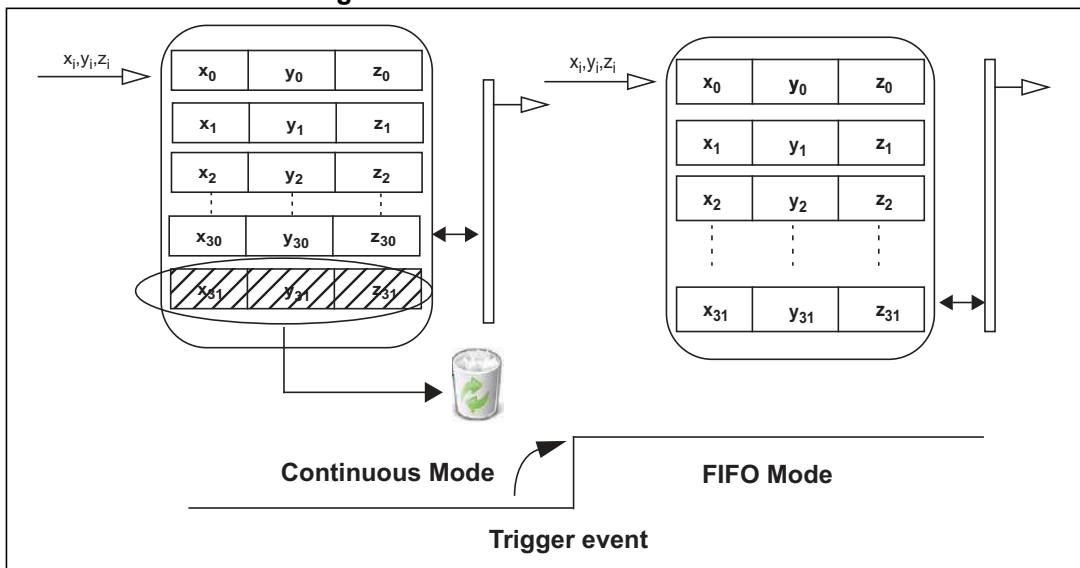 xi,yi,zi
x0 y0 z0
x1 y1 z1
x2 y2 z2
x30 y30 z30
x31 y31 z31
xi,yi,zi
x0 y0 z0
x1 y1 z1
x2 y2 z2
x31 y31 z31
Continuous Mode
FIFO Mode
Trigger event